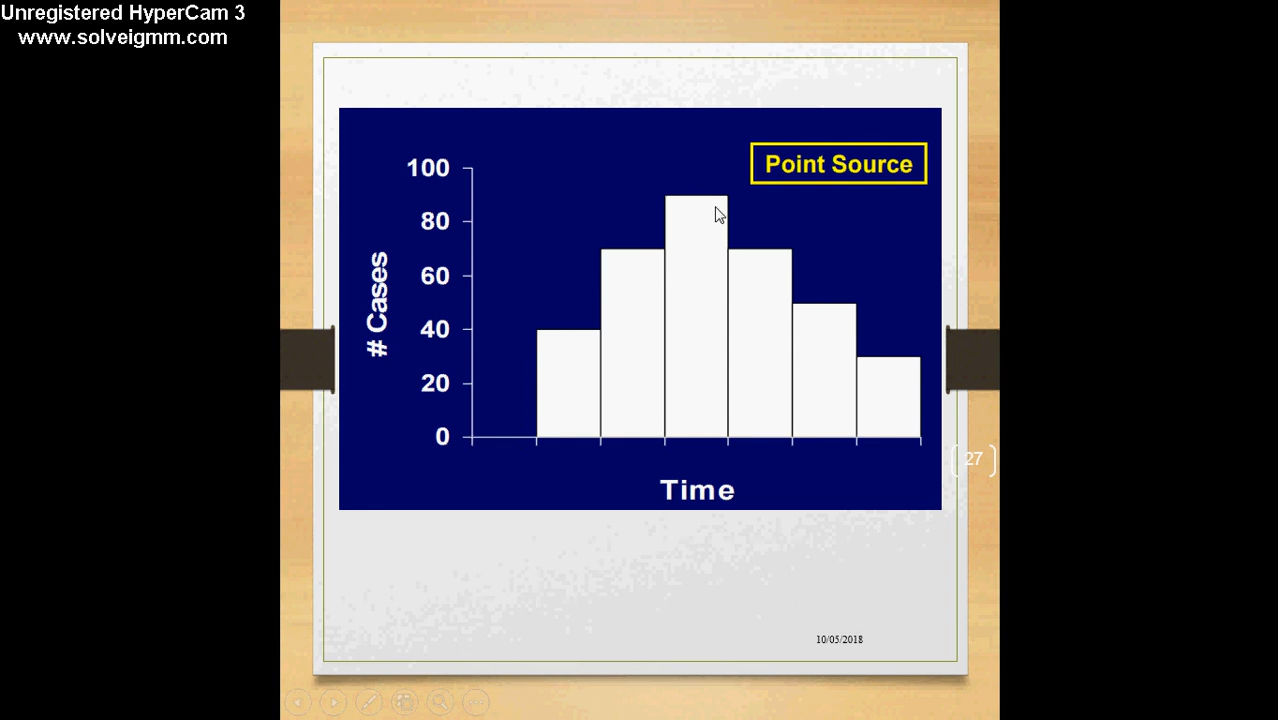 Unregistered HyperCam 3
www.solveigmm.com
Point Source
100
80
60
40
20
0
# Cases
Time
27
10/05/2018